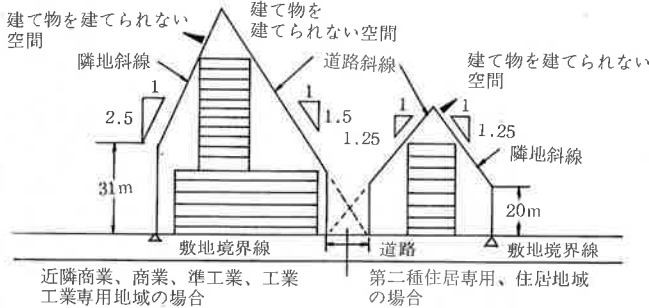 建て物を建てられない
空間
建て物を
建てられない空間
隣地斜線
道路斜線
建て物を建てられない
空間
1
2.5
1
1.5
1
1.25
1
1.25
隣地斜線
31m
20m
敷地境界線
道路
敷地境界線
近隣商業、商業、準工業、工業
工業専用地域の場合
第二種住居専用、住居地域
の場合